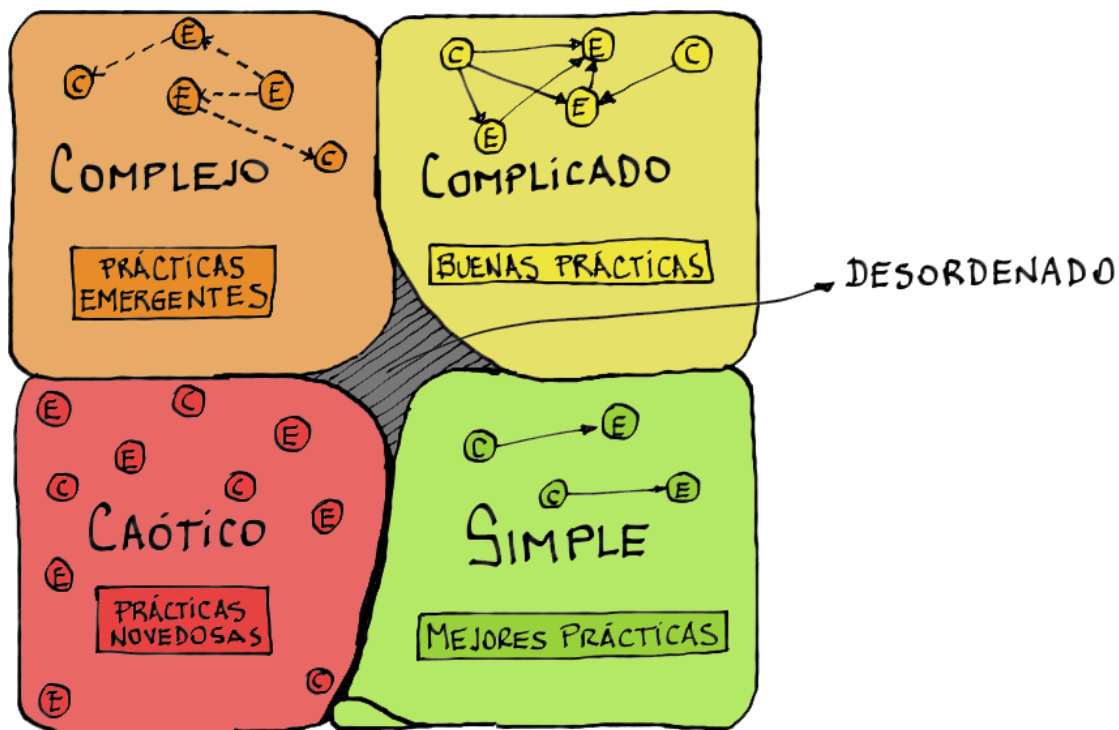 E
C
E
E
C
COMPLEJO
PRÁCTICAS
EMERGENTES
C
E
C
E
E
COMPLICADO
BUENAS PRÁCTICAS
DESORDENADO
E
C
E
E
C
C
E
CAÓTICO
E
PRÁCTICAS
NOVEDOSAS
E
C
C
E
C
E
SIMPLE
MEJORES PRÁCTICAS